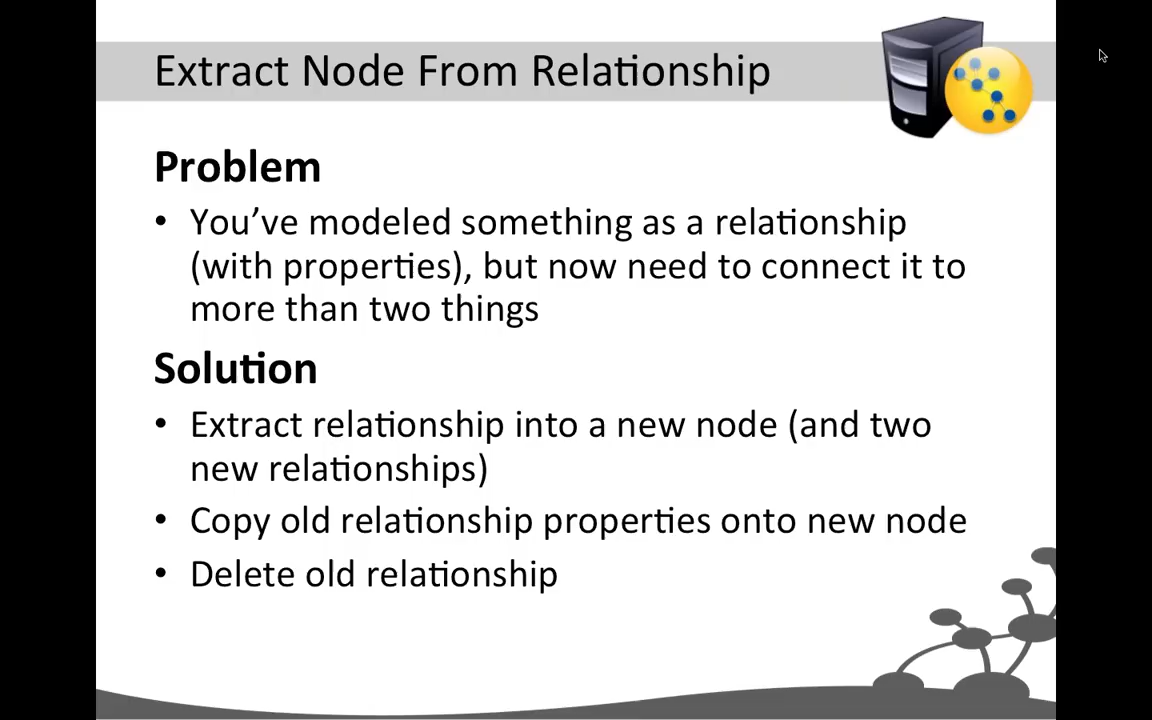 Extract Node From Relationship
Problem
• You’ve modeled something as a relationship
(with properties), but now need to connect it to
more than two things
Solution
• Extract relationship into a new node (and two
new relationships)
• Copy old relationship properties onto new node
• Delete old relationship